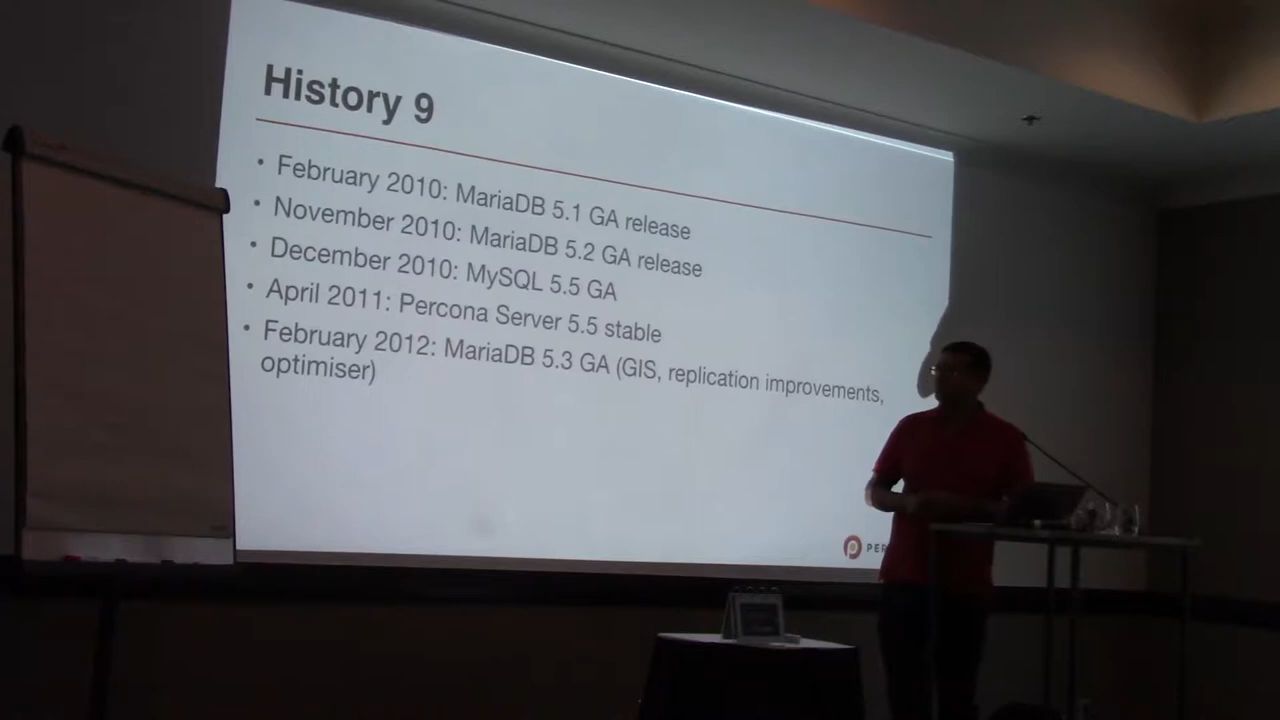 History 9
• February 2010: MariaDB 5.1 GA release
• November 2010: MariaDB 5.2 GA release
• December 2010: MySQL 5.5 GA
• April 2011: Percona Server 5.5 stable
• February 2012: MariaDB 5.3 GA (GIS, replication improvements,
optimiser)
PER